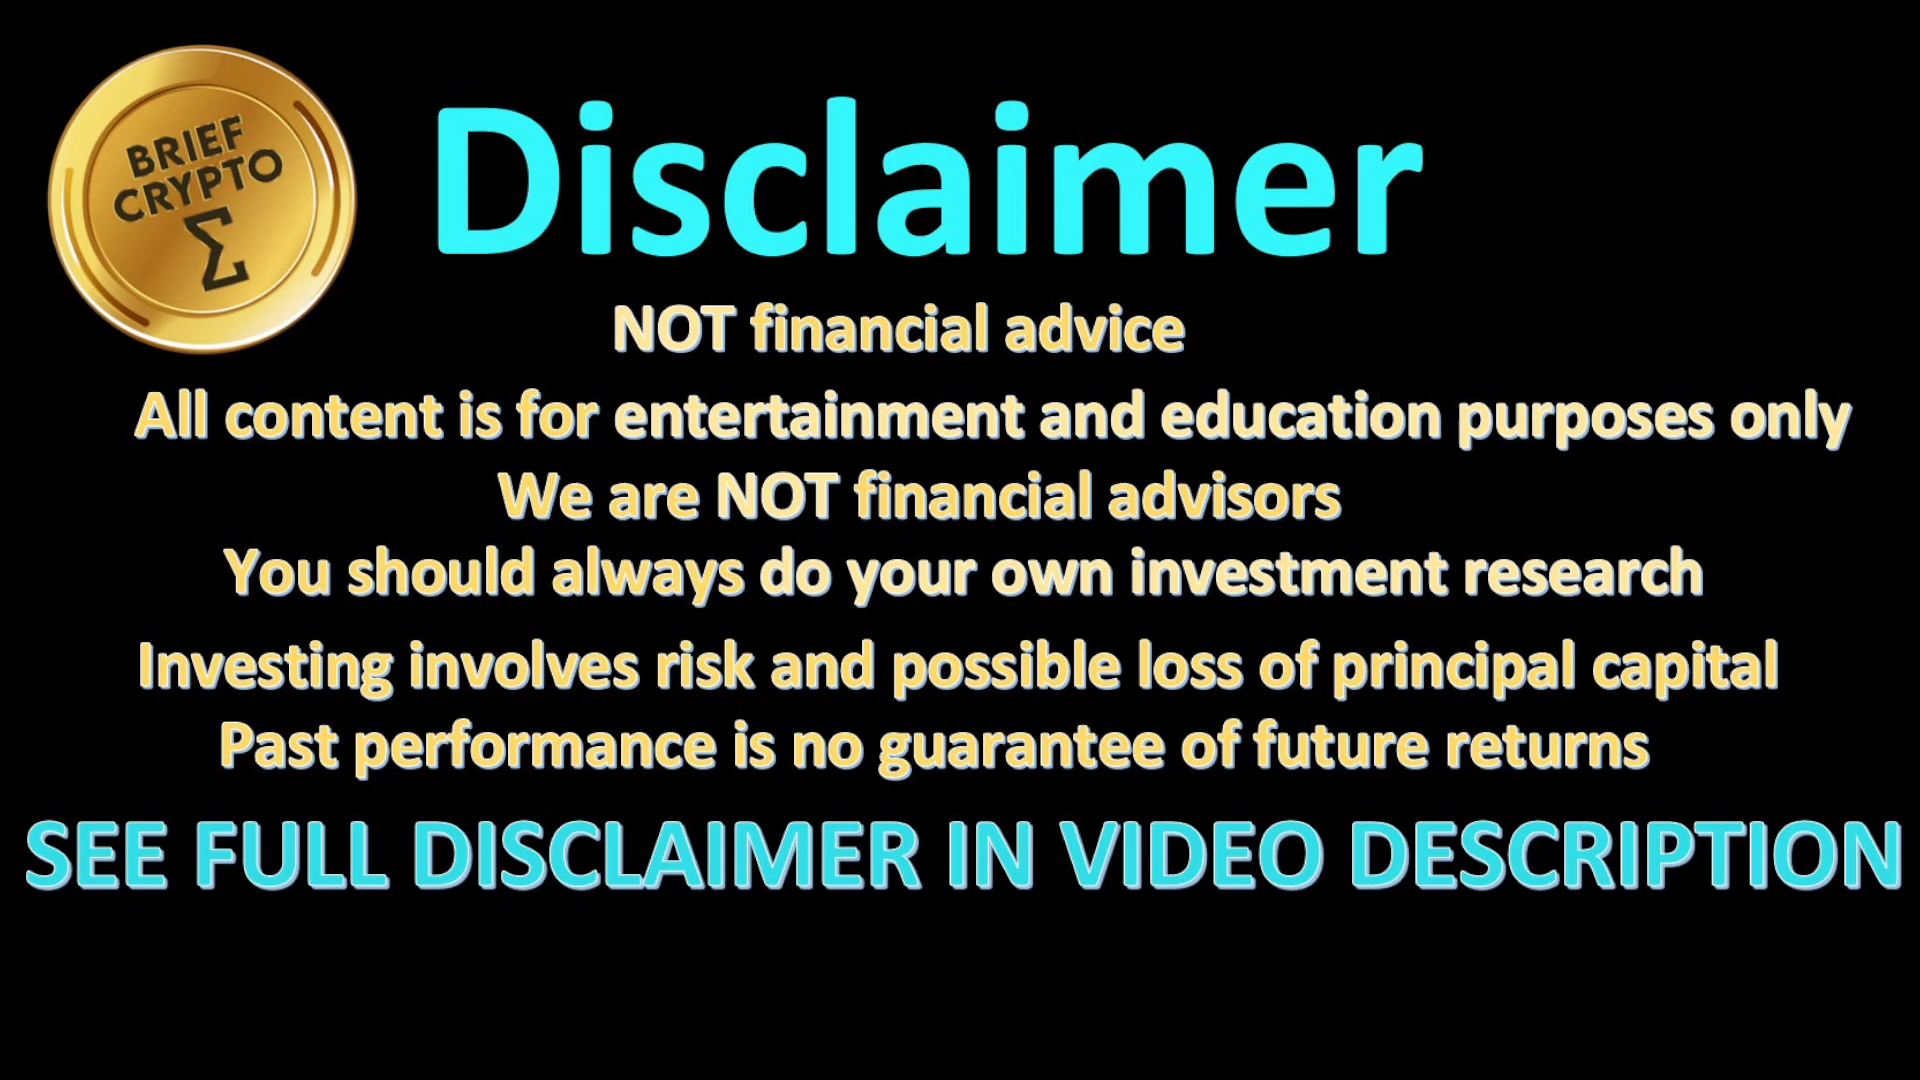 BRIEF
CRYPTO
Σ
Disclaimer
NOT financial advice
All content is for entertainment and education purposes only
We are NOT financial advisors
You should always do your own investment research
Investing involves risk and possible loss of principal capital
Past performance is no guarantee of future returns
SEE FULL DISCLAIMER IN VIDEO DESCRIPTION